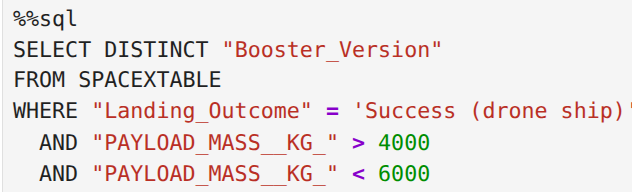 %%sql
SELECT DISTINCT "Booster_Version"
FROM SPACEXTABLE
WHERE "Landing_Outcome" = 'Success (drone ship)'
  AND "PAYLOAD_MASS__KG_" > 4000
  AND "PAYLOAD_MASS__KG_" < 6000